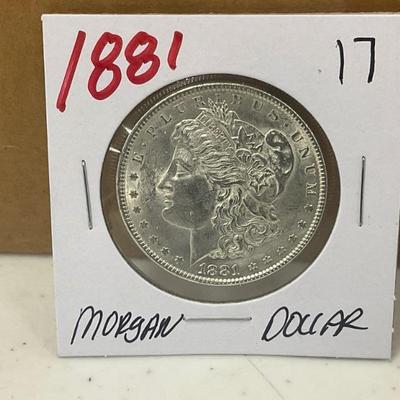 1881 17
E·PLURIBUS·UNUM
1881
MORGAN DOLLAR